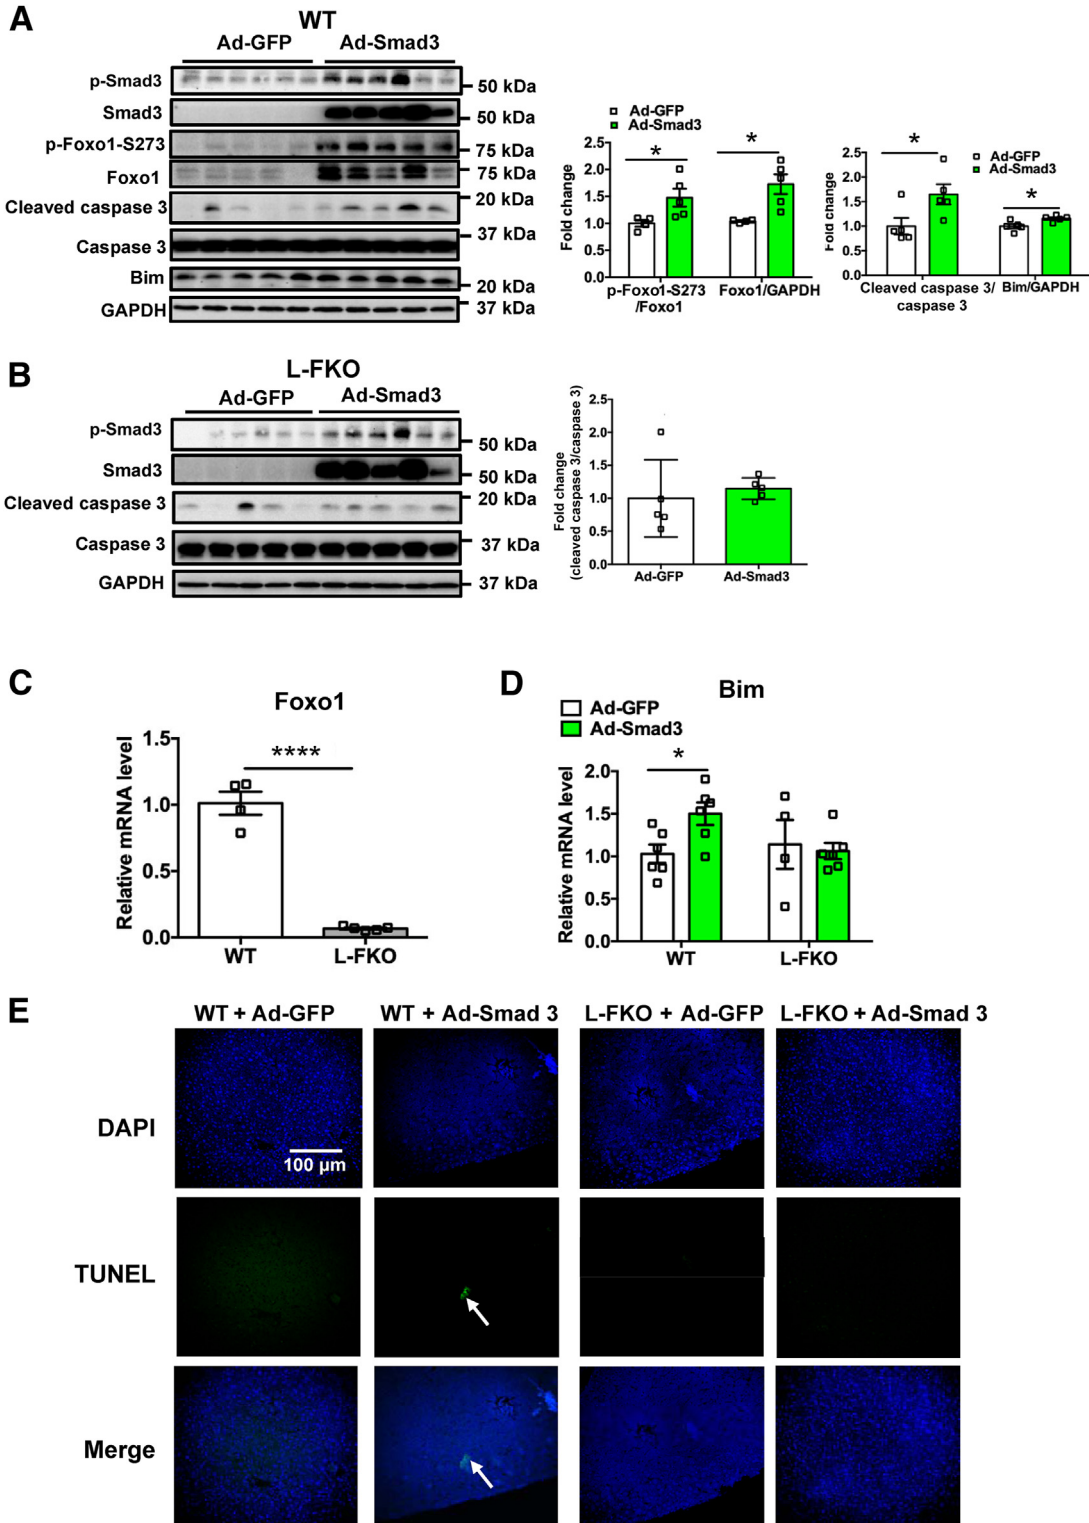 A
WT
Ad-GFP
Ad-Smad3
p-Smad3
50 kDa
Smad3
50 kDa
p-Foxo1-S273
75 kDa
Foxo1
75 kDa
Cleaved caspase 3
20 kDa
Caspase 3
37 kDa
Bim
20 kDa
GAPDH
37 kDa
Ad-GFP
Ad-Smad3
Fold change
2.5
2.0
1.5
1.0
0.5
0.0
*
*
p-Foxo1-S273
/Foxo1
Foxo1/GAPDH
Ad-GFP
Ad-Smad3
Fold change
2.5
2.0
1.5
1.0
0.5
0.0
*
*
Cleaved caspase 3/
caspase 3
Bim/GAPDH
B
L-FKO
Ad-GFP
Ad-Smad3
p-Smad3
50 kDa
Smad3
50 kDa
Cleaved caspase 3
20 kDa
Caspase 3
37 kDa
GAPDH
37 kDa
Fold change
(cleaved caspase 3/caspase 3)
2.5
2.0
1.5
1.0
0.5
0.0
Ad-GFP
Ad-Smad3
C
Foxo1
Relative mRNA level
1.5
1.0
0.5
0.0
****
WT
L-FKO
D
Bim
Ad-GFP
Ad-Smad3
Relative mRNA level
2.0
1.5
1.0
0.5
0.0
*
WT
L-FKO
E
WT + Ad-GFP
WT + Ad-Smad 3
L-FKO + Ad-GFP
L-FKO + Ad-Smad 3
DAPI
100 µm
TUNEL
Merge